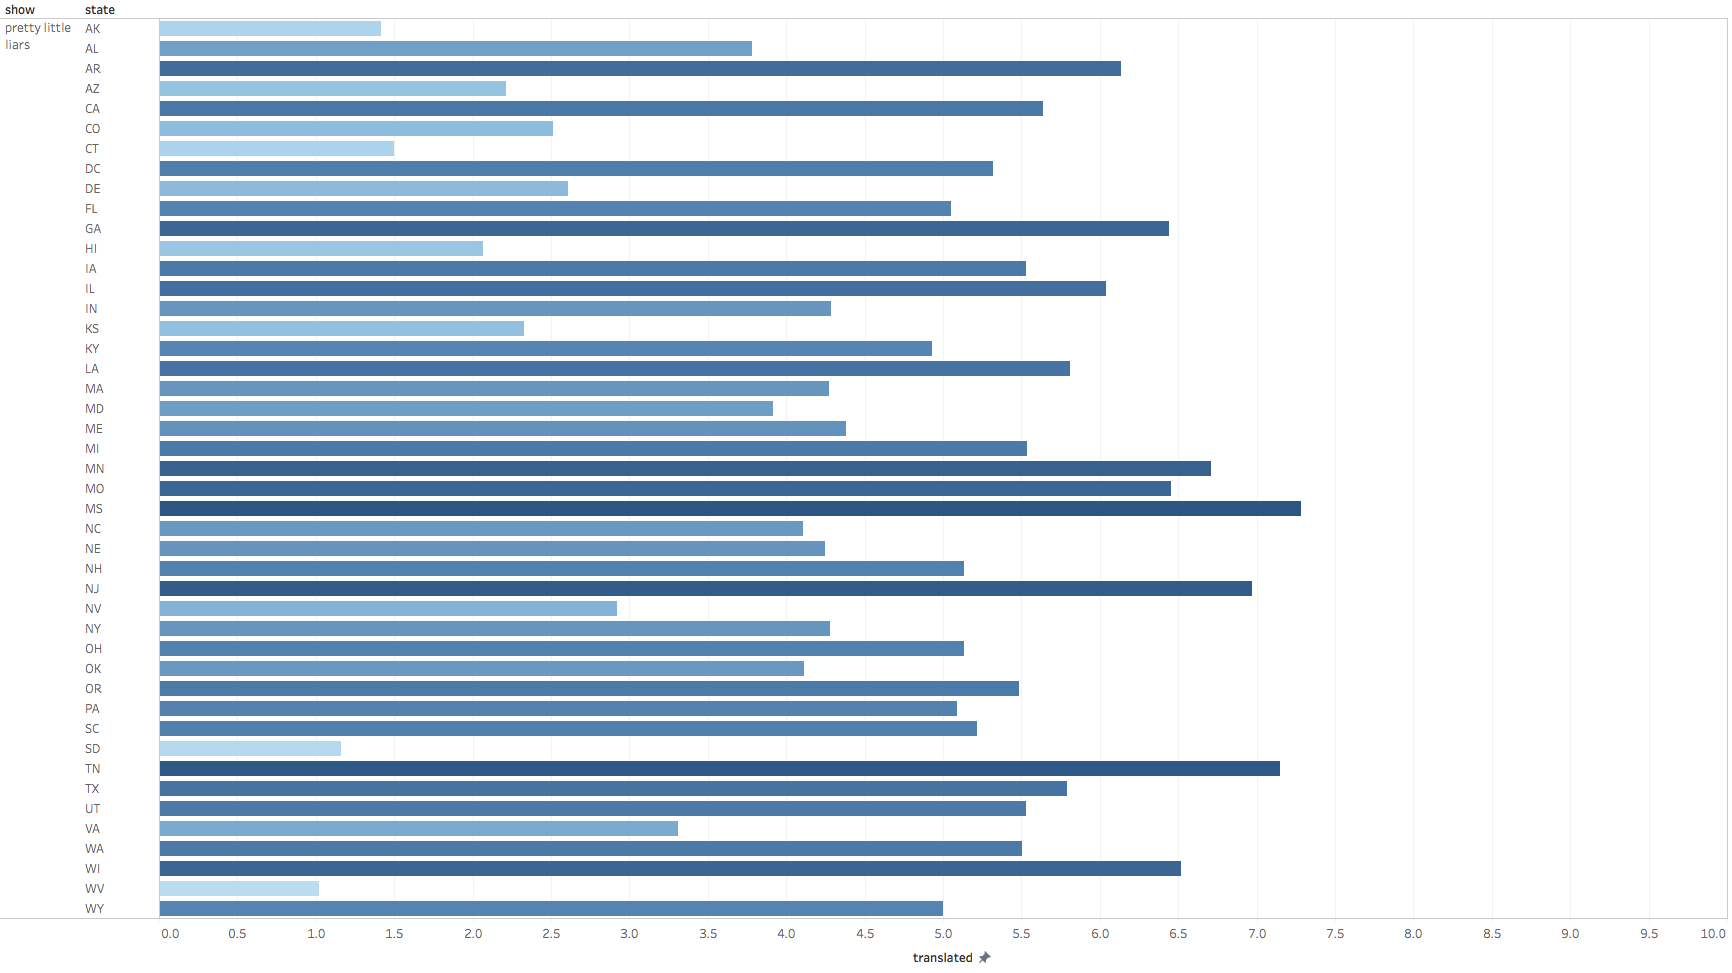 show state
pretty little
liars
AK
AL
AR
AZ
CA
CO
CT
DC
DE
FL
GA
HI
IA
IL
IN
KS
KY
LA
MA
MD
ME
MI
MN
MO
MS
NC
NE
NH
NJ
NV
NY
OH
OK
OR
PA
SC
SD
TN
TX
UT
VA
WA
WI
WV
WY
0.0 0.5 1.0 1.5 2.0 2.5 3.0 3.5 4.0 4.5 5.0 5.5 6.0 6.5 7.0 7.5 8.0 8.5 9.0 9.5 10.0
translated